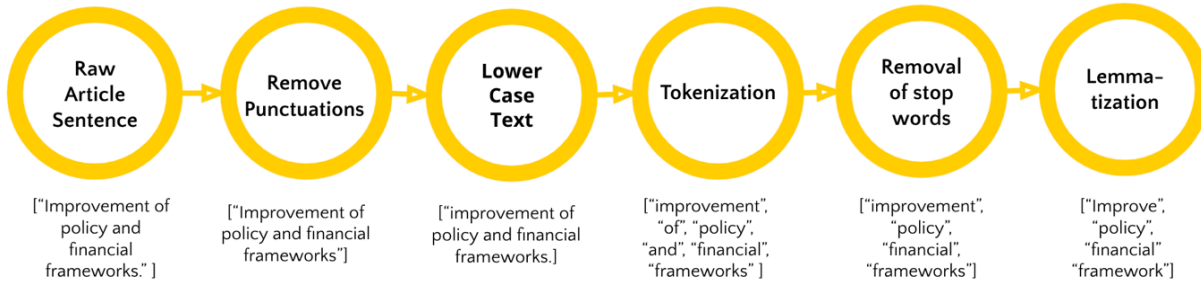 Raw
Article
Sentence
Remove
Punctuations
Lower
Case
Text
Tokenization
Removal
of stop
words
Lemma-
tization
[“Improvement of
policy and
financial
frameworks.” ]
[“Improvement of
policy and financial
frameworks”]
[“improvement of
policy and financial
frameworks.]
[“improvement”,
“of”, “policy”,
“and”, “financial”,
“frameworks” ]
[“improvement”,
“policy”,
“financial”,
“frameworks”]
[“Improve”,
“policy”,
“financial”
“framework”]